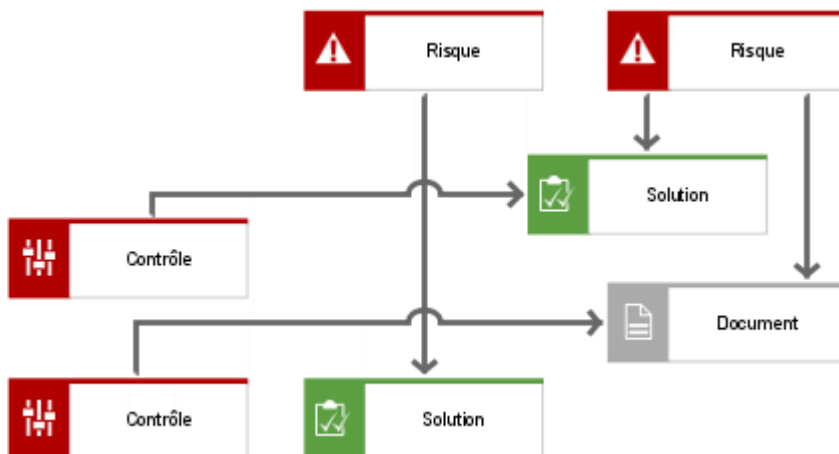 Risque
Risque
Solution
Contrôle
Document
Contrôle
Solution